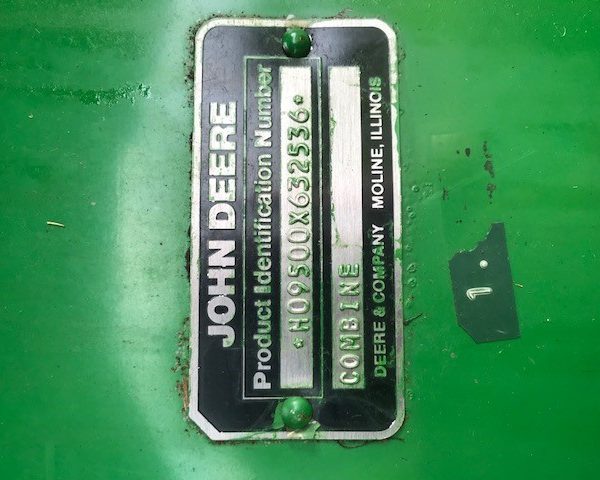 JOHN DEERE
Product Identification Number
*H09500X632536*
COMBINE
DEERE & COMPANY MOLINE, ILLINOIS
1.